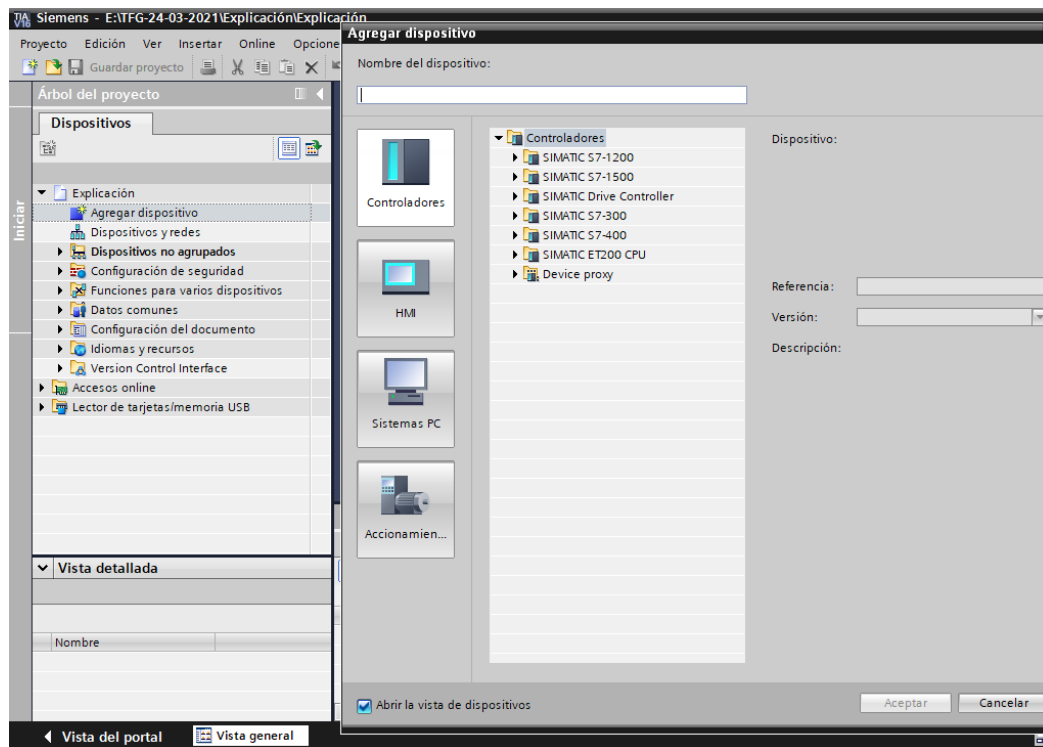 TIA V16 Siemens - E:\TFG-24-03-2021\Explicación\Explicación
Proyecto Edición Ver Insertar Online Opcione
Guardar proyecto
Árbol del proyecto
Dispositivos
Iniciar
Explicación
Agregar dispositivo
Dispositivos y redes
Dispositivos no agrupados
Configuración de seguridad
Funciones para varios dispositivos
Datos comunes
Configuración del documento
Idiomas y recursos
Version Control Interface
Accesos online
Lector de tarjetas/memoria USB
Vista detallada
Nombre
Vista del portal
Vista general
Agregar dispositivo
Nombre del dispositivo:
Controladores
HMI
Sistemas PC
Accionamien...
Controladores
SIMATIC S7-1200
SIMATIC S7-1500
SIMATIC Drive Controller
SIMATIC S7-300
SIMATIC S7-400
SIMATIC ET200 CPU
Device proxy
Dispositivo:
Referencia:
Versión:
Descripción:
Abrir la vista de dispositivos
Aceptar
Cancelar